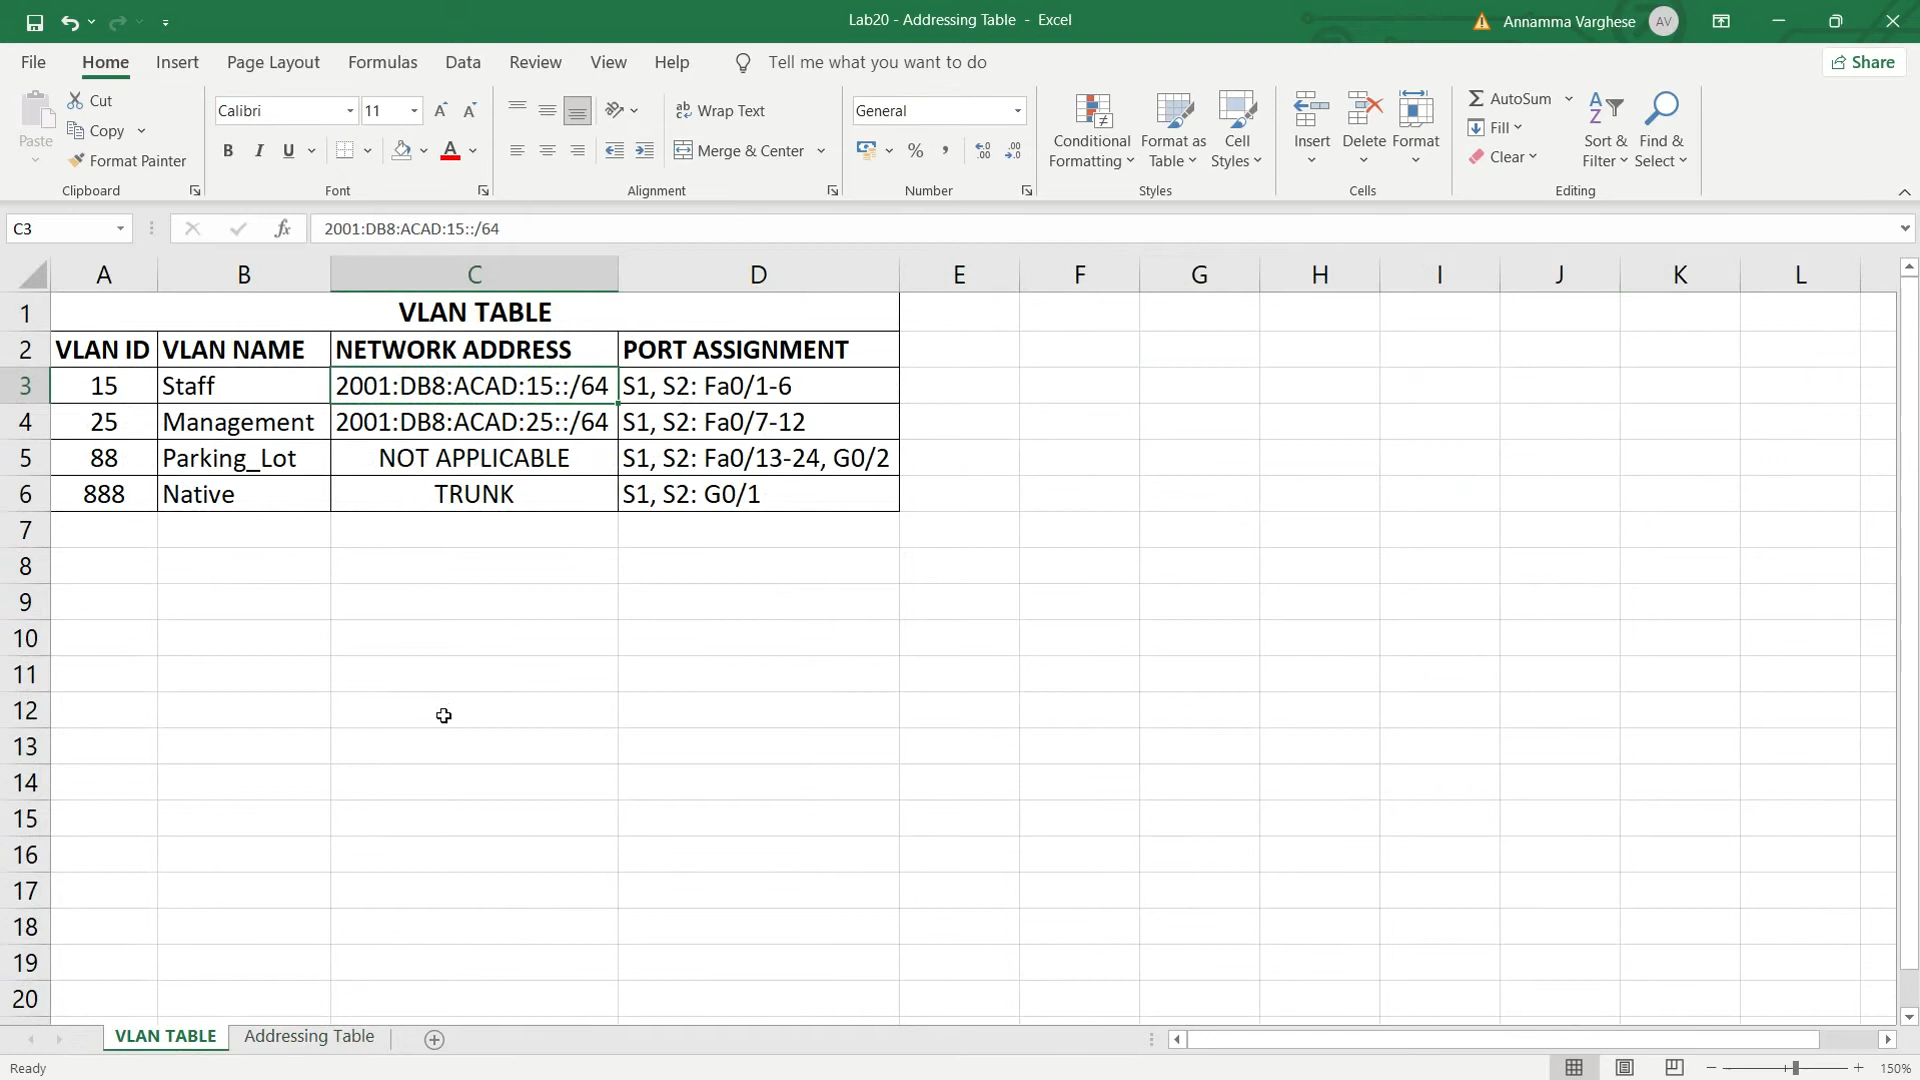 Lab20 - Addressing Table - Excel
Annamma Varghese AV
File Home Insert Page Layout Formulas Data Review View Help Tell me what you want to do Share
Paste
Cut
Copy
Format Painter
Clipboard
Calibri 11
B I U
Font
Wrap Text
Merge & Center
Alignment
General
% ,
Number
Conditional Formatting
Format as Table
Cell Styles
Styles
Insert Delete Format
Cells
AutoSum
Fill
Clear
Sort & Filter
Find & Select
Editing
C3 fx 2001:DB8:ACAD:15::/64
A B C D E F G H I J K L
1 VLAN TABLE
2 VLAN ID VLAN NAME NETWORK ADDRESS PORT ASSIGNMENT
3 15 Staff 2001:DB8:ACAD:15::/64 S1, S2: Fa0/1-6
4 25 Management 2001:DB8:ACAD:25::/64 S1, S2: Fa0/7-12
5 88 Parking_Lot NOT APPLICABLE S1, S2: Fa0/13-24, G0/2
6 888 Native TRUNK S1, S2: G0/1
7
8
9
10
11
12
13
14
15
16
17
18
19
20
VLAN TABLE Addressing Table
Ready 150%